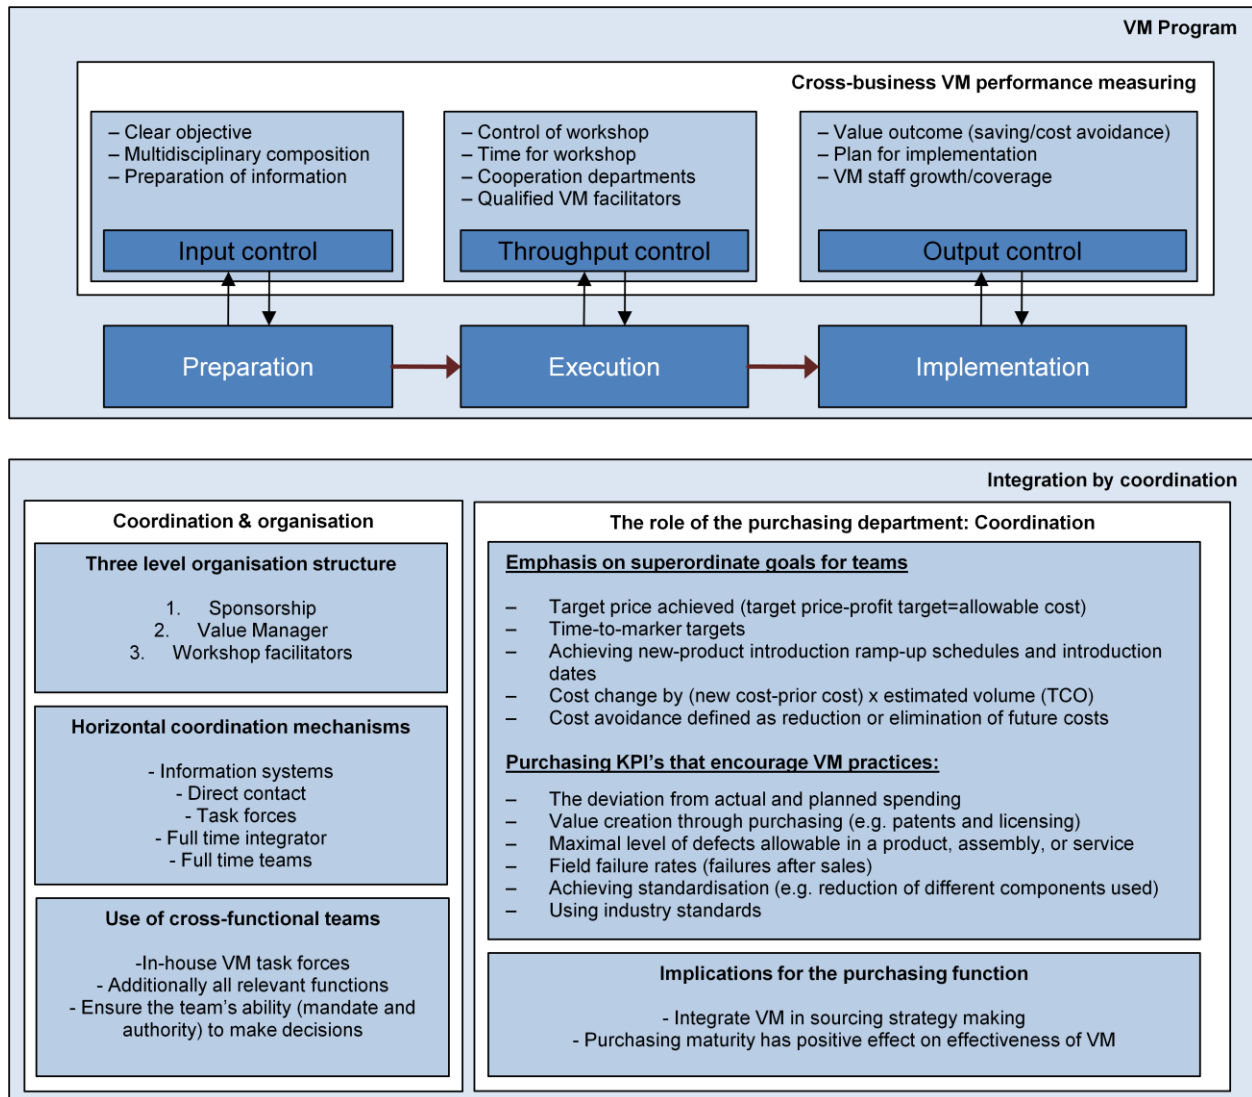 VM Program
Cross-business VM performance measuring
– Clear objective
– Multidisciplinary composition
– Preparation of information
Input control
– Control of workshop
– Time for workshop
– Cooperation departments
– Qualified VM facilitators
Throughput control
– Value outcome (saving/cost avoidance)
– Plan for implementation
– VM staff growth/coverage
Output control
Preparation
Execution
Implementation
Integration by coordination
Coordination & organisation
Three level organisation structure
1. Sponsorship
2. Value Manager
3. Workshop facilitators
Horizontal coordination mechanisms
- Information systems
- Direct contact
- Task forces
- Full time integrator
- Full time teams
Use of cross-functional teams
-In-house VM task forces
- Additionally all relevant functions
- Ensure the team's ability (mandate and
authority) to make decisions
The role of the purchasing department: Coordination
Emphasis on superordinate goals for teams
– Target price achieved (target price-profit target=allowable cost)
– Time-to-marker targets
– Achieving new-product introduction ramp-up schedules and introduction
dates
– Cost change by (new cost-prior cost) x estimated volume (TCO)
– Cost avoidance defined as reduction or elimination of future costs
Purchasing KPI's that encourage VM practices:
– The deviation from actual and planned spending
– Value creation through purchasing (e.g. patents and licensing)
– Maximal level of defects allowable in a product, assembly, or service
– Field failure rates (failures after sales)
– Achieving standardisation (e.g. reduction of different components used)
– Using industry standards
Implications for the purchasing function
- Integrate VM in sourcing strategy making
- Purchasing maturity has positive effect on effectiveness of VM